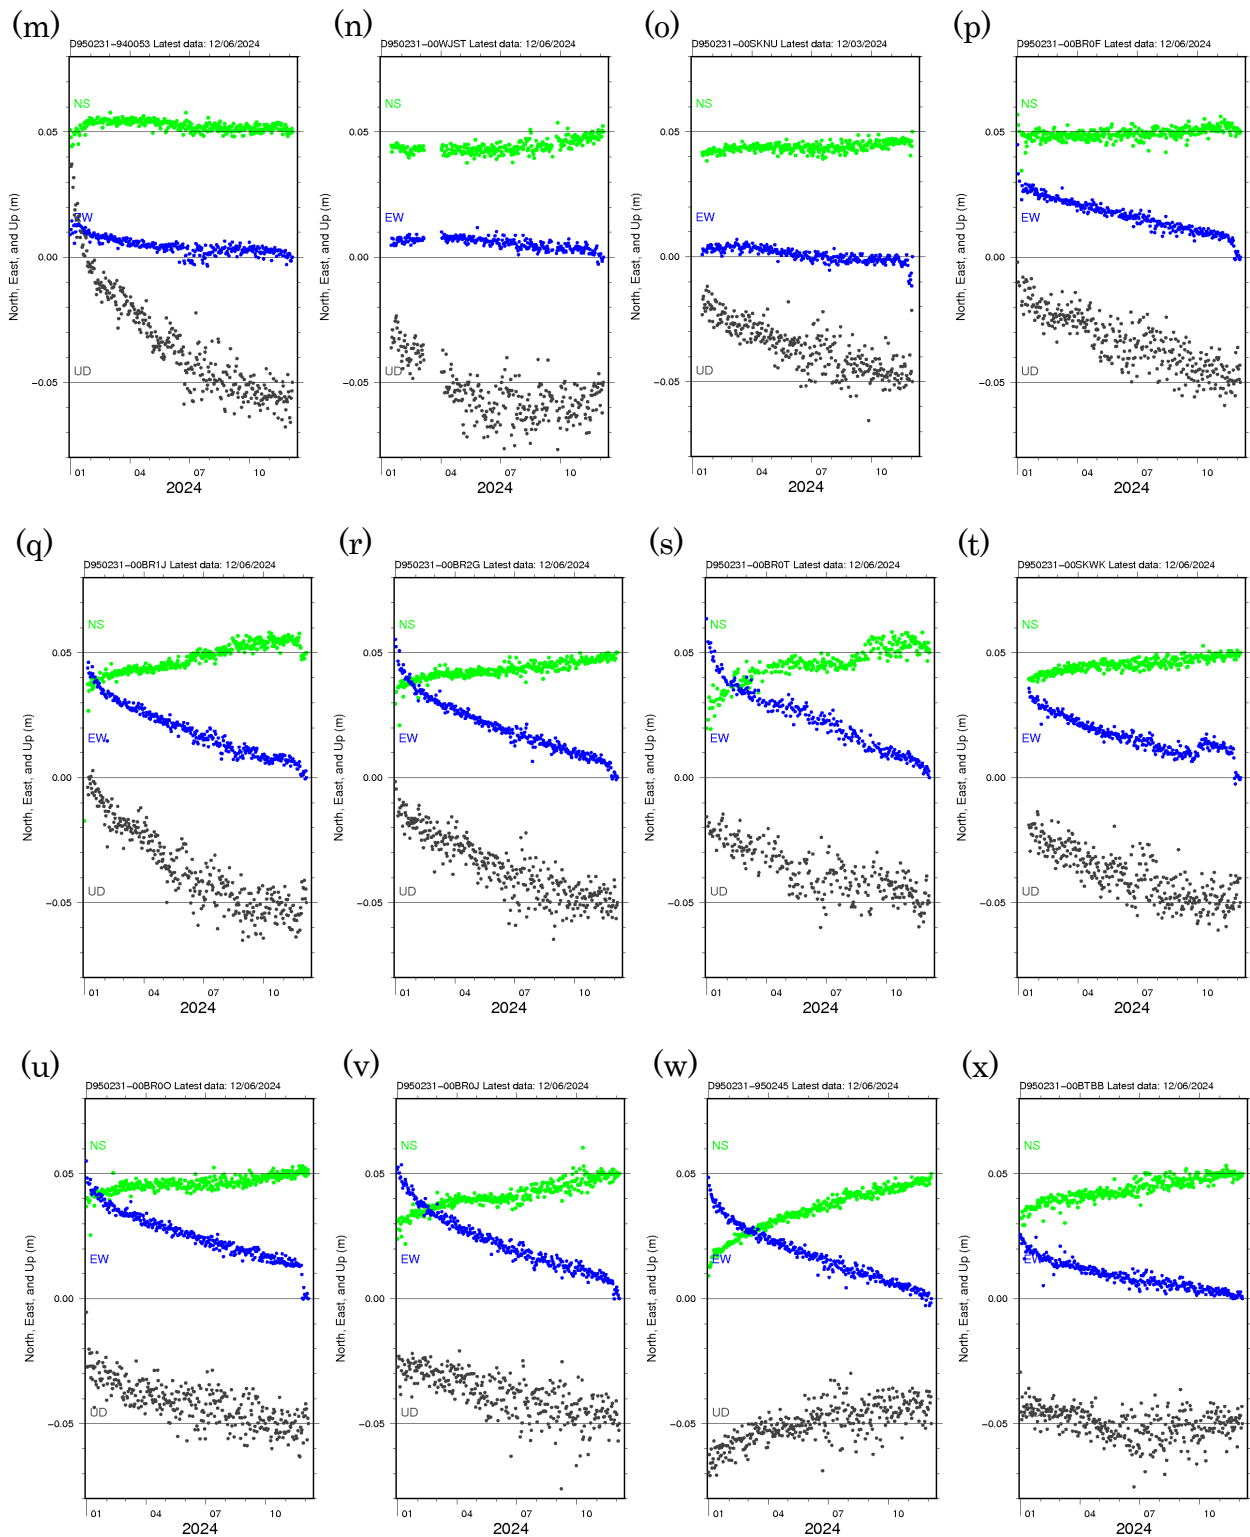 (m)
D950231-940053 Latest data: 12/06/2024
North, East, and Up (m)
0.05
0.00
-0.05
NS
EW
UD
01 04 07 10
2024
(n)
D950231-00WJST Latest data: 12/06/2024
North, East, and Up (m)
0.05
0.00
-0.05
NS
EW
UD
01 04 07 10
2024
(o)
D950231-00SKNU Latest data: 12/03/2024
North, East, and Up (m)
0.05
0.00
-0.05
NS
EW
UD
01 04 07 10
2024
(p)
D950231-00BR0F Latest data: 12/06/2024
North, East, and Up (m)
0.05
0.00
-0.05
NS
EW
UD
01 04 07 10
2024
(q)
D950231-00BR1J Latest data: 12/06/2024
North, East, and Up (m)
0.05
0.00
-0.05
NS
EW
UD
01 04 07 10
2024
(r)
D950231-00BR2G Latest data: 12/06/2024
North, East, and Up (m)
0.05
0.00
-0.05
NS
EW
UD
01 04 07 10
2024
(s)
D950231-00BR0T Latest data: 12/06/2024
North, East, and Up (m)
0.05
0.00
-0.05
NS
EW
UD
01 04 07 10
2024
(t)
D950231-00SKWK Latest data: 12/06/2024
North, East, and Up (m)
0.05
0.00
-0.05
NS
EW
UD
01 04 07 10
2024
(u)
D950231-00BR0O Latest data: 12/06/2024
North, East, and Up (m)
0.05
0.00
-0.05
NS
EW
UD
01 04 07 10
2024
(v)
D950231-00BR0J Latest data: 12/06/2024
North, East, and Up (m)
0.05
0.00
-0.05
NS
EW
UD
01 04 07 10
2024
(w)
D950231-950245 Latest data: 12/06/2024
North, East, and Up (m)
0.05
0.00
-0.05
NS
EW
UD
01 04 07 10
2024
(x)
D950231-00BTBB Latest data: 12/06/2024
North, East, and Up (m)
0.05
0.00
-0.05
NS
EW
UD
01 04 07 10
2024